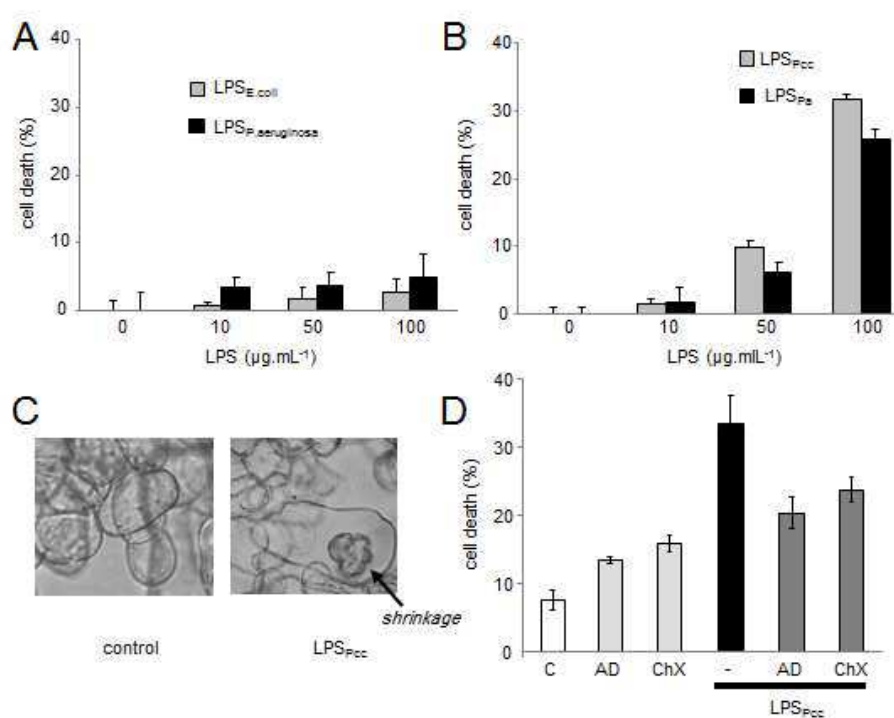 A
40
30
20
10
0
cell death (%)
LPSE.coli
LPSP.aeruginosa
0 10 50 100
LPS (µg.mL-1)
B
40
30
20
10
0
cell death (%)
LPSPcc
LPSPa
0 10 50 100
LPS (µg.mlL-1)
C
shrinkage
control LPSPcc
D
40
30
20
10
0
cell death (%)
C AD ChX - AD ChX
LPSPcc